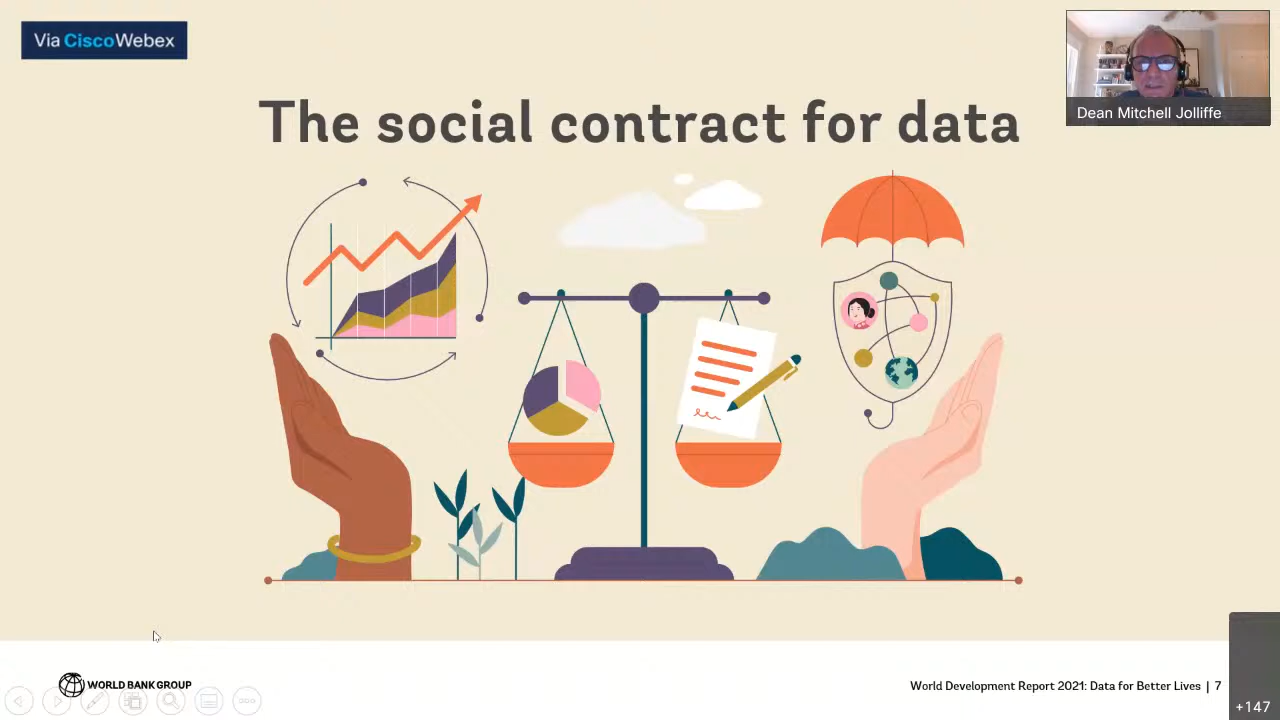 Via CiscoWebex
Dean Mitchell Jolliffe
The social contract for data
WORLD BANK GROUP
World Development Report 2021: Data for Better Lives | 7
+147